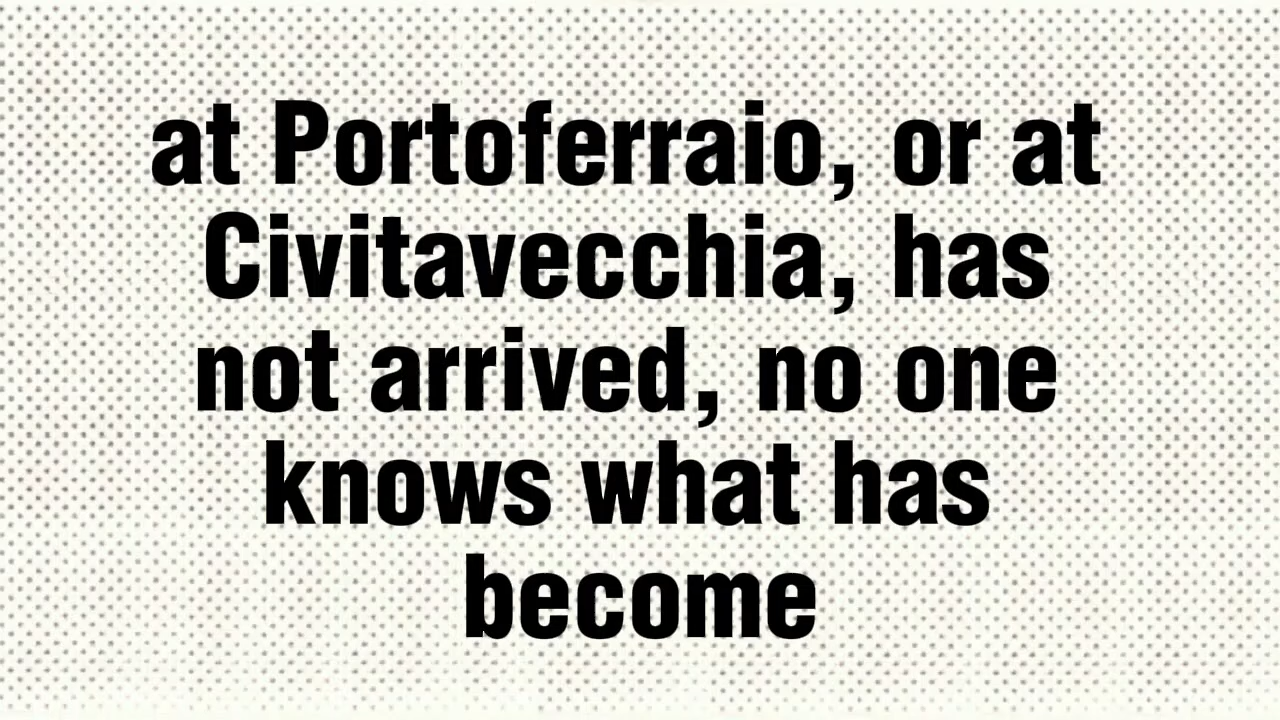 at Portoferraio, or at
Civitavecchia, has
not arrived, no one
knows what has
become